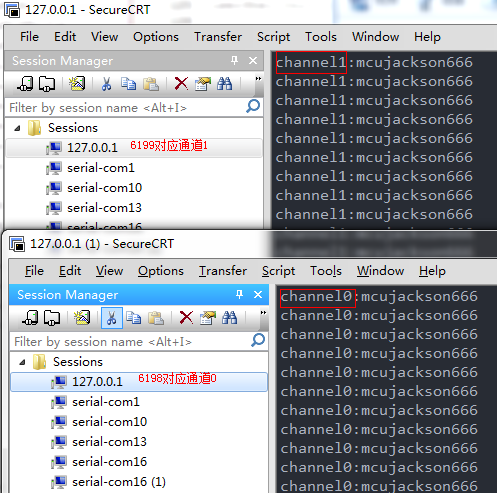 127.0.0.1 - SecureCRT
File Edit View Options Transfer Script Tools Window Help
Session Manager
Filter by session name <Alt+I>
Sessions
127.0.0.1 6199对应通道1
serial-com1
serial-com10
serial-com13
serial-com16
channel1:mcujackson666
channel1:mcujackson666
channel1:mcujackson666
channel1:mcujackson666
channel1:mcujackson666
channel1:mcujackson666
channel1:mcujackson666
channel1:mcujackson666
channel1:mcujackson666
127.0.0.1 (1) - SecureCRT
File Edit View Options Transfer Script Tools Window Help
Session Manager
Filter by session name <Alt+I>
Sessions
127.0.0.1 6198对应通道0
serial-com1
serial-com10
serial-com13
serial-com16
serial-com16 (1)
channel0:mcujackson666
channel0:mcujackson666
channel0:mcujackson666
channel0:mcujackson666
channel0:mcujackson666
channel0:mcujackson666
channel0:mcujackson666
channel0:mcujackson666
channel0:mcujackson666
channel0:mcujackson666
channel0:mcujackson666